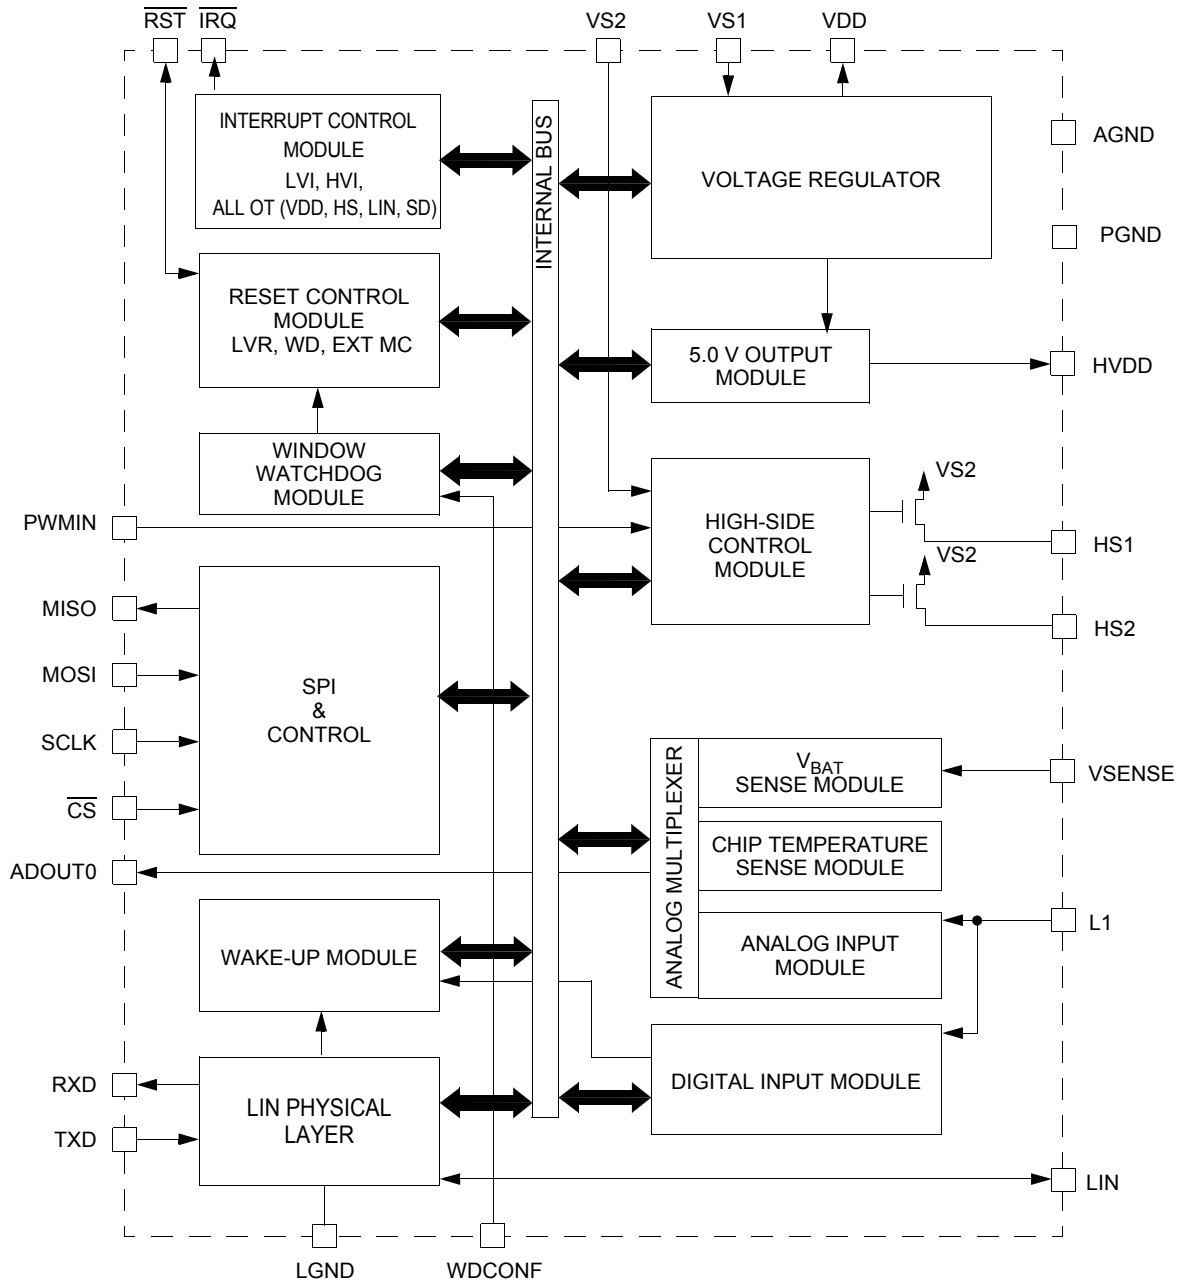 RST IRQ VS2 VS1 VDD
INTERRUPT CONTROL
MODULE
LVI, HVI,
ALL OT (VDD, HS, LIN, SD)
INTERNAL BUS
VOLTAGE REGULATOR
AGND
PGND
RESET CONTROL
MODULE
LVR, WD, EXT MC
5.0 V OUTPUT
MODULE
HVDD
WINDOW
WATCHDOG
MODULE
PWMIN
HIGH-SIDE
CONTROL
MODULE
VS2
HS1
VS2
HS2
MISO
MOSI
SCLK
CS
SPI
&
CONTROL
ADOUT0
ANALOG MULTIPLEXER
VBAT
SENSE MODULE
VSENSE
CHIP TEMPERATURE
SENSE MODULE
ANALOG INPUT
MODULE
L1
WAKE-UP MODULE
DIGITAL INPUT MODULE
RXD
TXD
LIN PHYSICAL
LAYER
LIN
LGND WDCONF